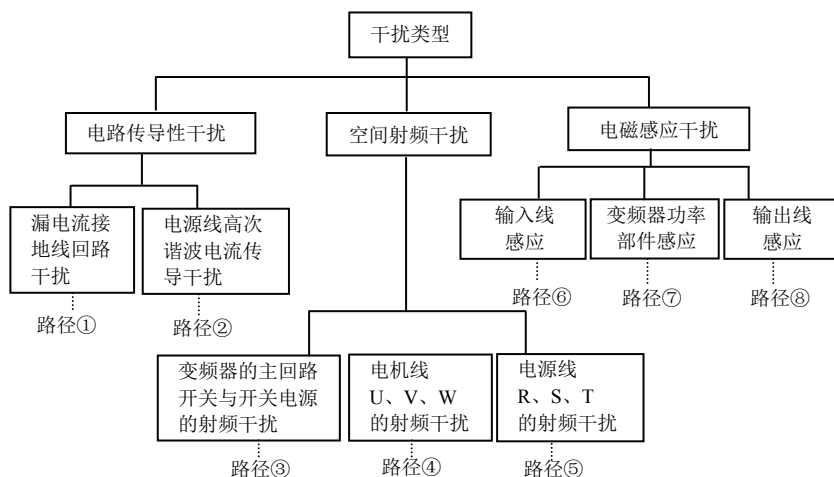 干扰类型
电路传导性干扰
空间射频干扰
电磁感应干扰
漏电流接
地线回路
干扰
电源线高次
谐波电流传
导干扰
输入线
感应
变频器功率
部件感应
输出线
感应
路径①
路径②
路径⑥
路径⑦
路径⑧
变频器的主回路
开关与开关电源
的射频干扰
电机线
U、V、W
的射频干扰
电源线
R、S、T
的射频干扰
路径③
路径④
路径⑤